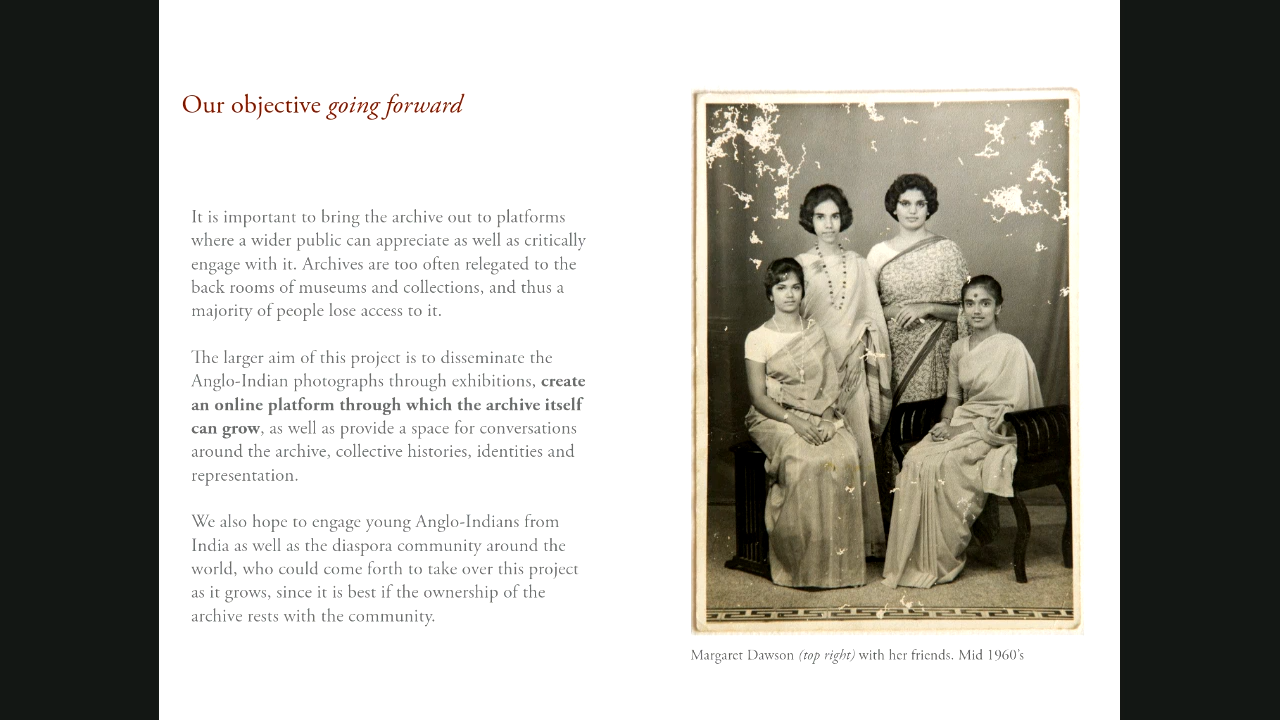 Our objective going forward
It is important to bring the archive out to platforms
where a wider public can appreciate as well as critically
engage with it. Archives are too often relegated to the
back rooms of museums and collections, and thus a
majority of people lose access to it.
The larger aim of this project is to disseminate the
Anglo-Indian photographs through exhibitions, create
an online platform through which the archive itself
can grow, as well as provide a space for conversations
around the archive, collective histories, identities and
representation.
We also hope to engage young Anglo-Indians from
India as well as the diaspora community around the
world, who could come forth to take over this project
as it grows, since it is best if the ownership of the
archive rests with the community.
Margaret Dawson (top right) with her friends. Mid 1960's